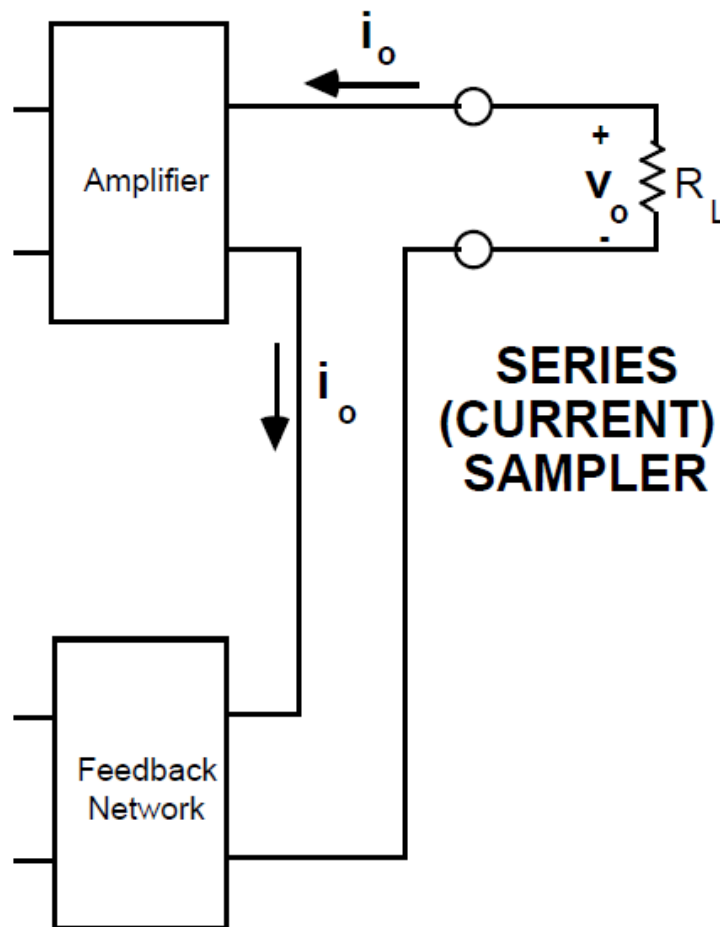 i o
Amplifier
+
v o
R L
-
i o
SERIES
(CURRENT)
SAMPLER
Feedback
Network